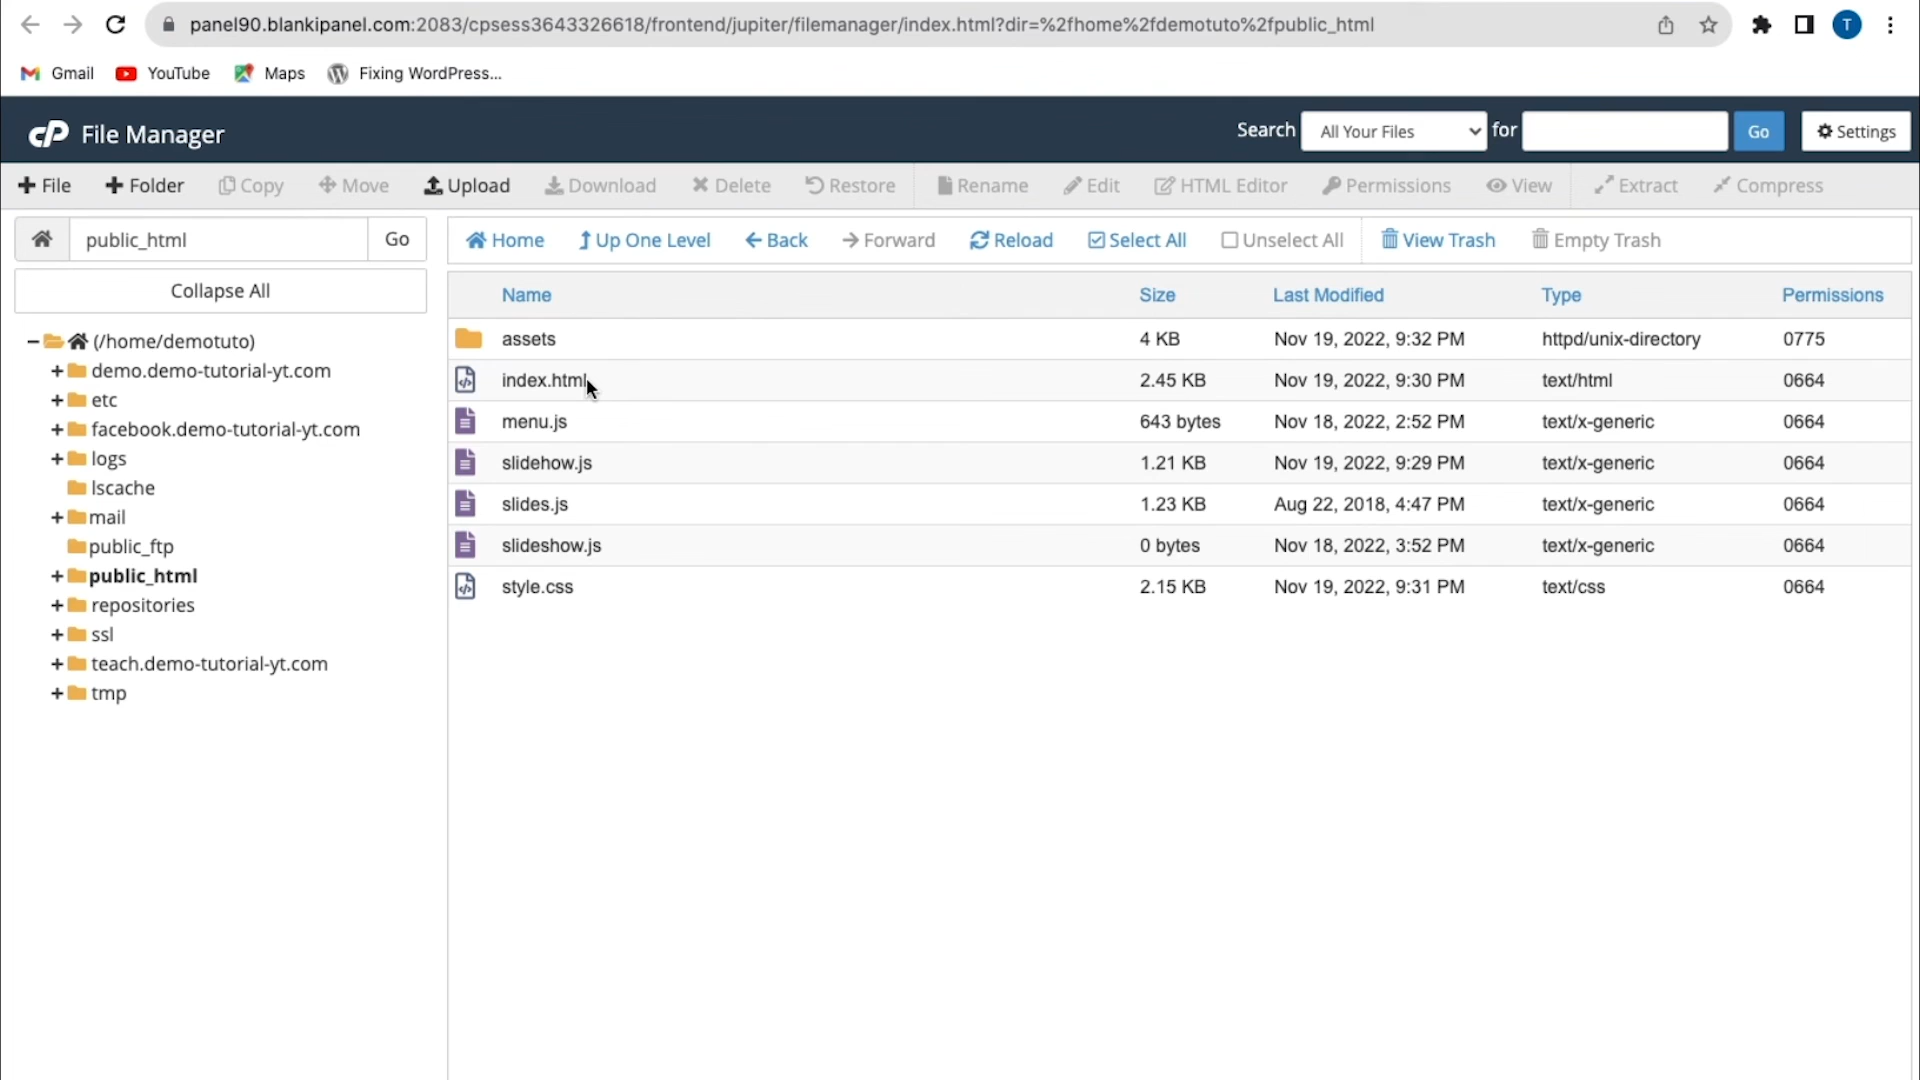 panel90.blankipanel.com:2083/cpsess3643326618/frontend/jupiter/filemanager/index.html?dir=%2fhome%2fdemotuto%2fpublic_html T
Gmail YouTube Maps Fixing WordPress...
cP File Manager Search All Your Files for Go Settings
File Folder Copy Move Upload Download Delete Restore Rename Edit HTML Editor Permissions View Extract Compress
public_html Go Home Up One Level Back Forward Reload Select All Unselect All View Trash Empty Trash
Collapse All
(/home/demotuto)
demo.demo-tutorial-yt.com
etc
facebook.demo-tutorial-yt.com
logs
lscache
mail
public_ftp
public_html
repositories
ssl
teach.demo-tutorial-yt.com
tmp
Name Size Last Modified Type Permissions
assets 4 KB Nov 19, 2022, 9:32 PM httpd/unix-directory 0775
index.html 2.45 KB Nov 19, 2022, 9:30 PM text/html 0664
menu.js 643 bytes Nov 18, 2022, 2:52 PM text/x-generic 0664
slidehow.js 1.21 KB Nov 19, 2022, 9:29 PM text/x-generic 0664
slides.js 1.23 KB Aug 22, 2018, 4:47 PM text/x-generic 0664
slideshow.js 0 bytes Nov 18, 2022, 3:52 PM text/x-generic 0664
style.css 2.15 KB Nov 19, 2022, 9:31 PM text/css 0664